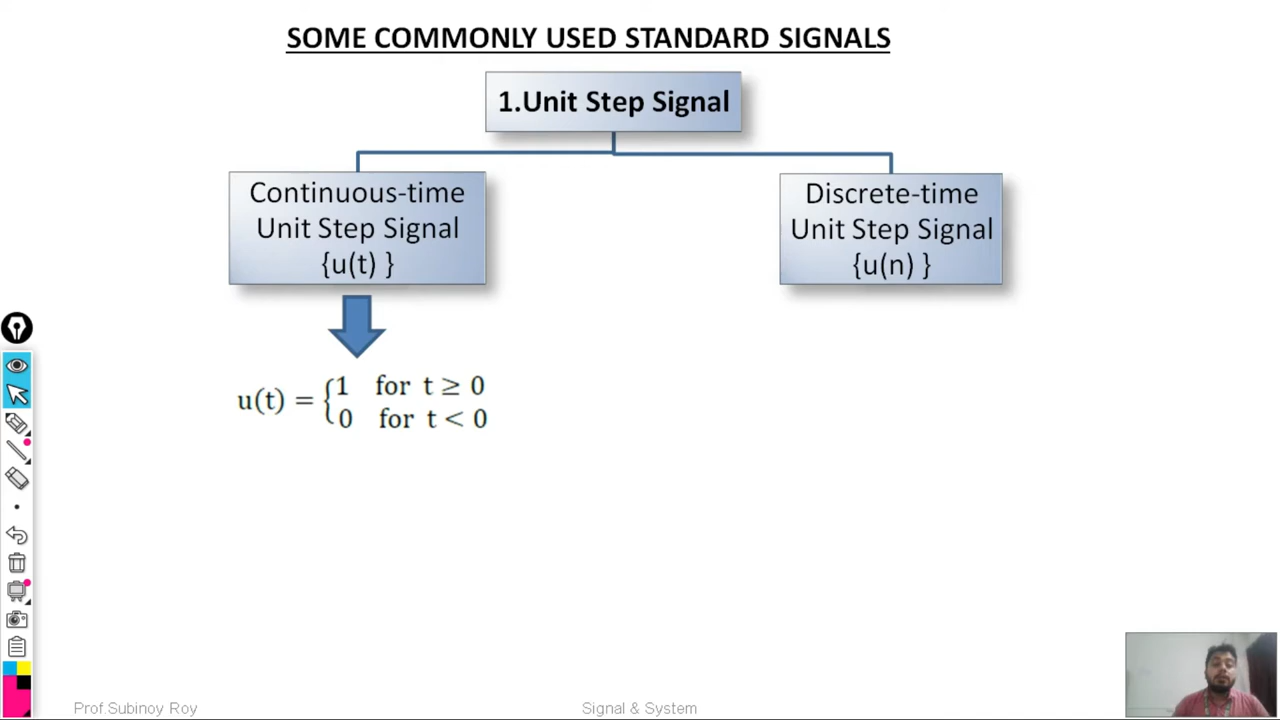 SOME COMMONLY USED STANDARD SIGNALS
1.Unit Step Signal
Continuous-time
Unit Step Signal
{u(t) }
Discrete-time
Unit Step Signal
{u(n) }
u(t) = {1 for t ≥ 0
0 for t < 0
Prof.Subinoy Roy
Signal & System